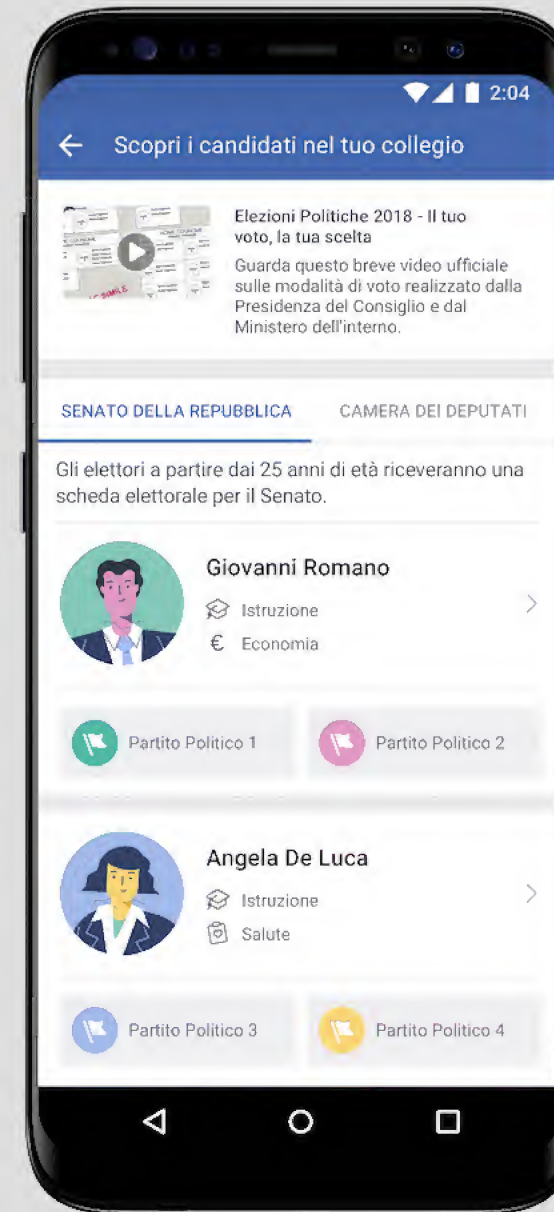 2:04
Scopri i candidati nel tuo collegio
Elezioni Politiche 2018 - Il tuo
voto, la tua scelta
Guarda questo breve video ufficiale
sulle modalità di voto realizzato dalla
Presidenza del Consiglio e dal
Ministero dell'interno.
SENATO DELLA REPUBBLICA CAMERA DEI DEPUTATI
Gli elettori a partire dai 25 anni di età riceveranno una
scheda elettorale per il Senato.
Giovanni Romano
Istruzione
€ Economia
Partito Politico 1 Partito Politico 2
Angela De Luca
Istruzione
Salute
Partito Politico 3 Partito Politico 4